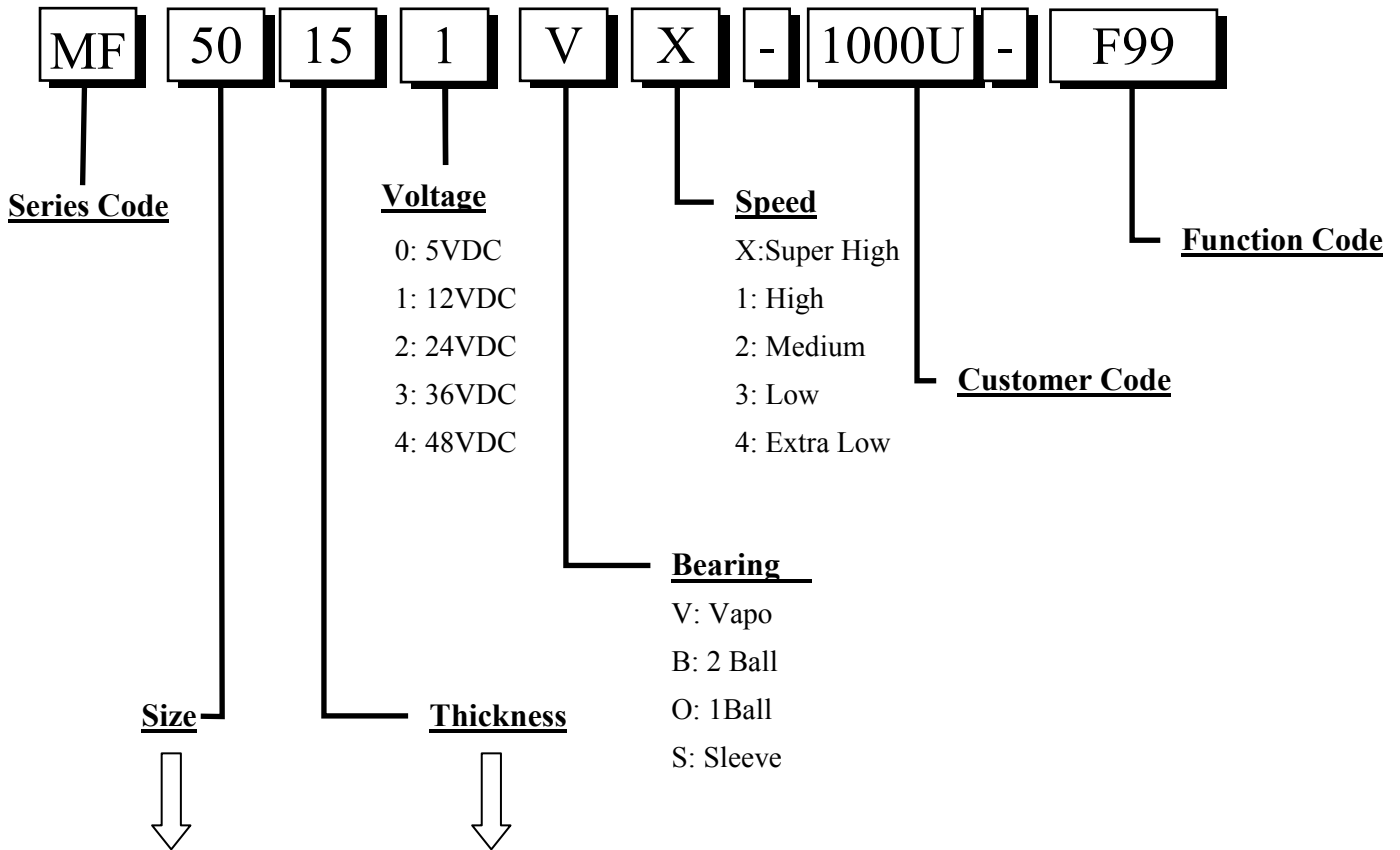 MF 50 15 1 V X - 1000U - F99
Series Code
Voltage
0: 5VDC
1: 12VDC
2: 24VDC
3: 36VDC
4: 48VDC
Speed
X:Super High
1: High
2: Medium
3: Low
4: Extra Low
Function Code
Customer Code
Bearing
V: Vapo
B: 2 Ball
O: 1Ball
S: Sleeve
Size
Thickness